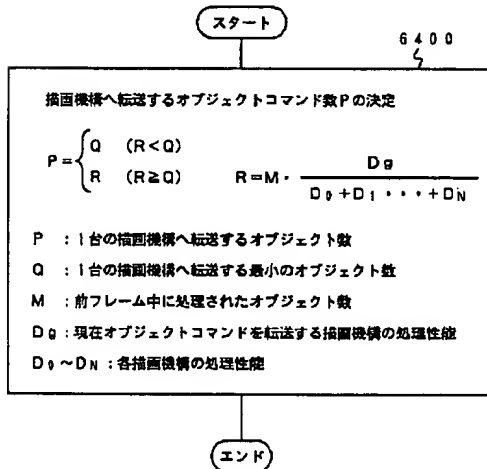 スタート
6400
描画機構へ転送するオブジェクトコマンド数Pの決定
P = { Q (R<Q)
R (R≧Q)
R=M・ Dg / D0+D1・・・+DN
P : 1台の描画機構へ転送するオブジェクト数
Q : 1台の描画機構へ転送する最小のオブジェクト数
M : 前フレーム中に処理されたオブジェクト数
Dg : 現在オブジェクトコマンドを転送する描画機構の処理性能
D0〜DN : 各描画機構の処理性能
エンド